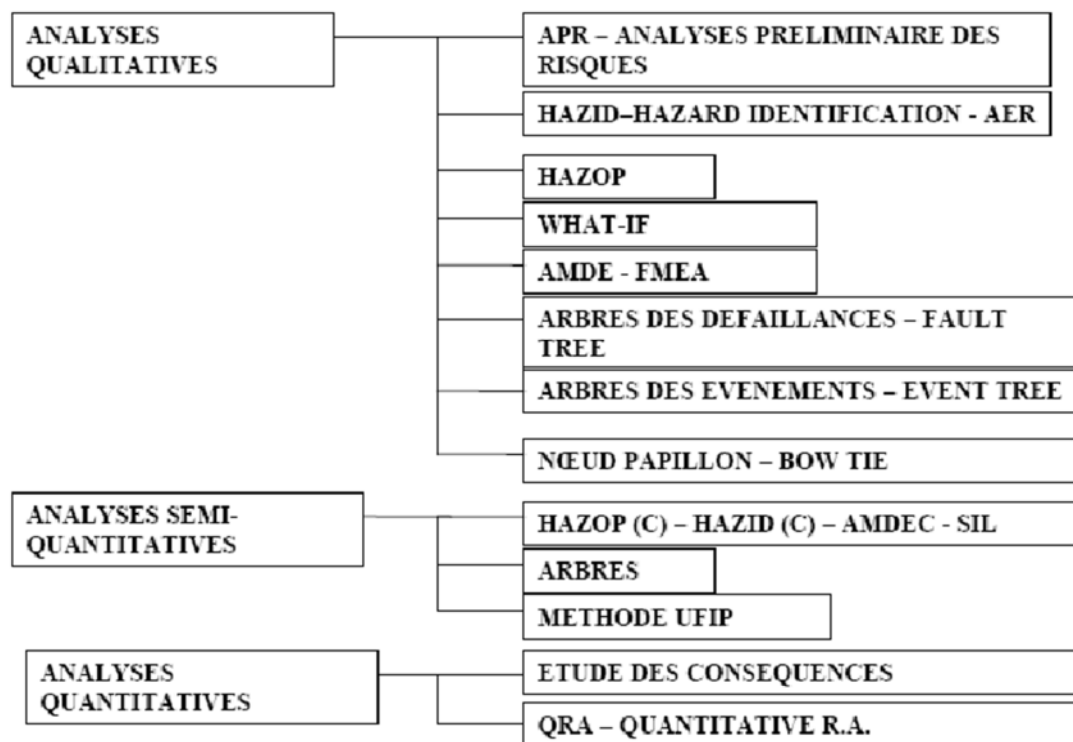 ANALYSES
QUALITATIVES
APR – ANALYSES PRELIMINAIRE DES
RISQUES
HAZID–HAZARD IDENTIFICATION - AER
HAZOP
WHAT-IF
AMDE - FMEA
ARBRES DES DEFAILLANCES – FAULT
TREE
ARBRES DES EVENEMENTS – EVENT TREE
NŒUD PAPILLON – BOW TIE
ANALYSES SEMI-
QUANTITATIVES
HAZOP (C) – HAZID (C) – AMDEC - SIL
ARBRES
METHODE UFIP
ANALYSES
QUANTITATIVES
ETUDE DES CONSEQUENCES
QRA – QUANTITATIVE R.A.